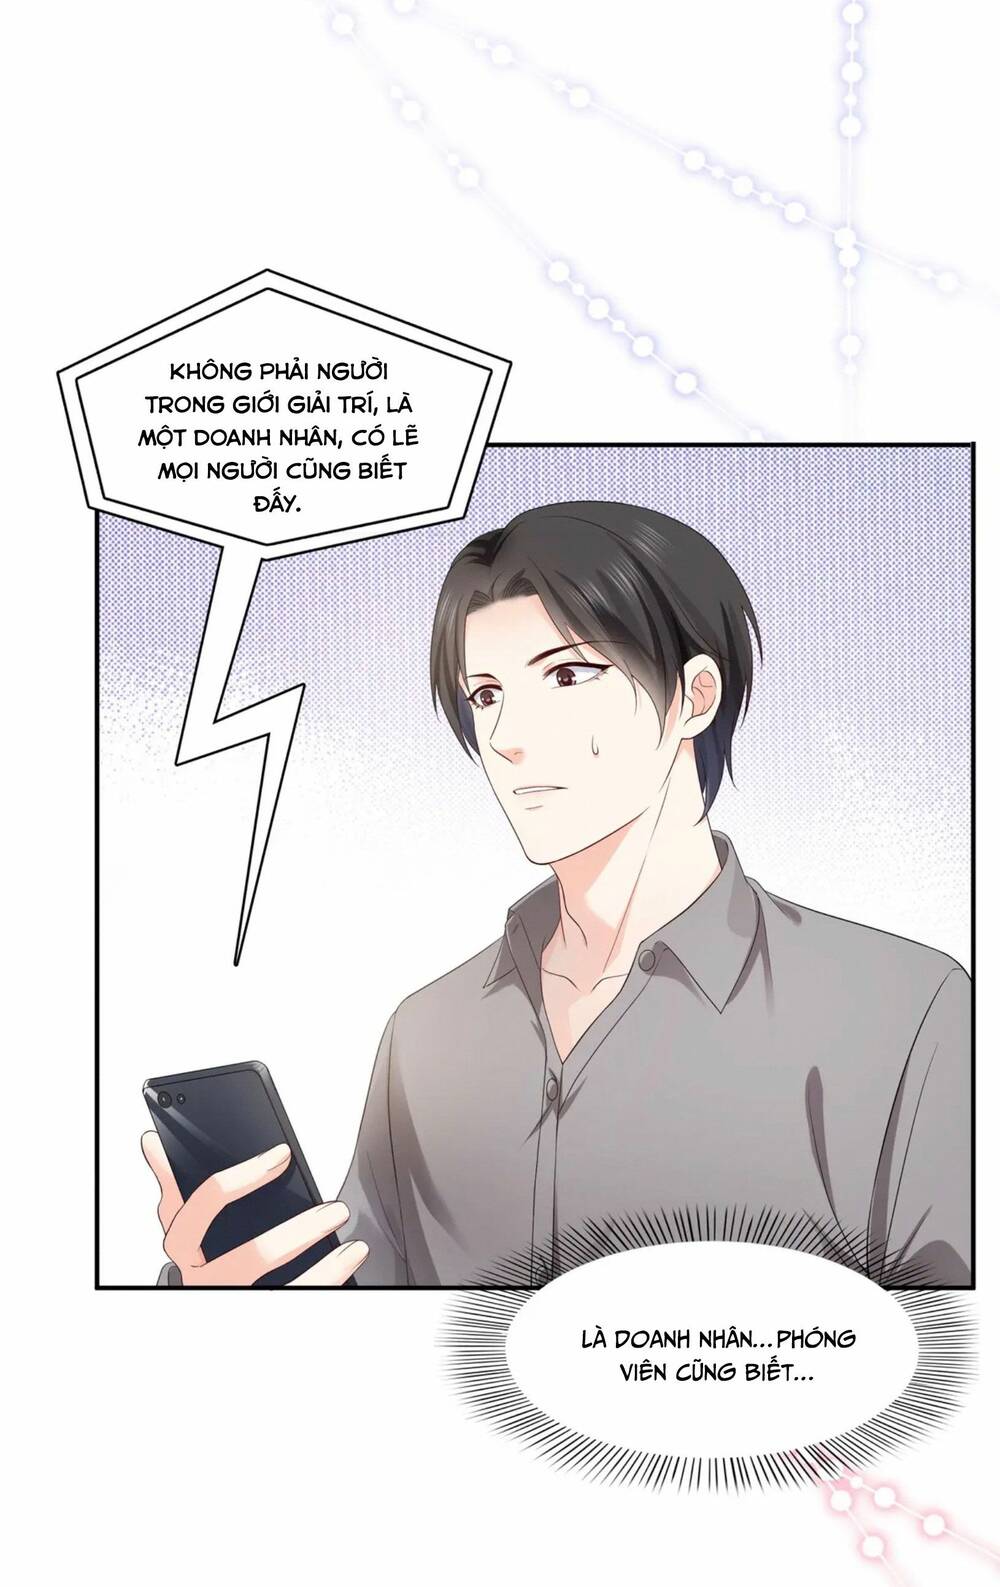 KHÔNG PHẢI NGƯỜI
TRONG GIỚI GIẢI TRÍ, LÀ
MỘT DOANH NHÂN, CÓ LẼ
MỌI NGƯỜI CŨNG BIẾT
ĐẤY.
LÀ DOANH NHÂN...PHÓNG
VIÊN CŨNG BIẾT...